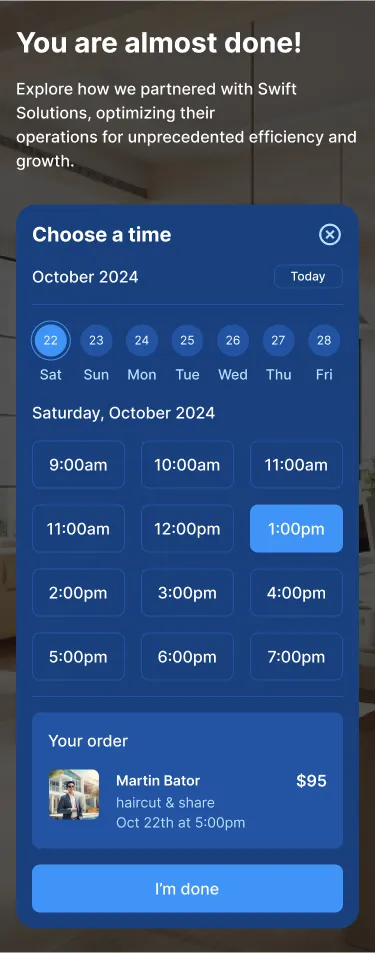 You are almost done!
Explore how we partnered with Swift
Solutions, optimizing their
operations for unprecedented efficiency and
growth.
Choose a time
October 2024 Today
22 23 24 25 26 27 28
Sat Sun Mon Tue Wed Thu Fri
Saturday, October 2024
9:00am 10:00am 11:00am
11:00am 12:00pm 1:00pm
2:00pm 3:00pm 4:00pm
5:00pm 6:00pm 7:00pm
Your order
Martin Bator $95
haircut & share
Oct 22th at 5:00pm
I'm done